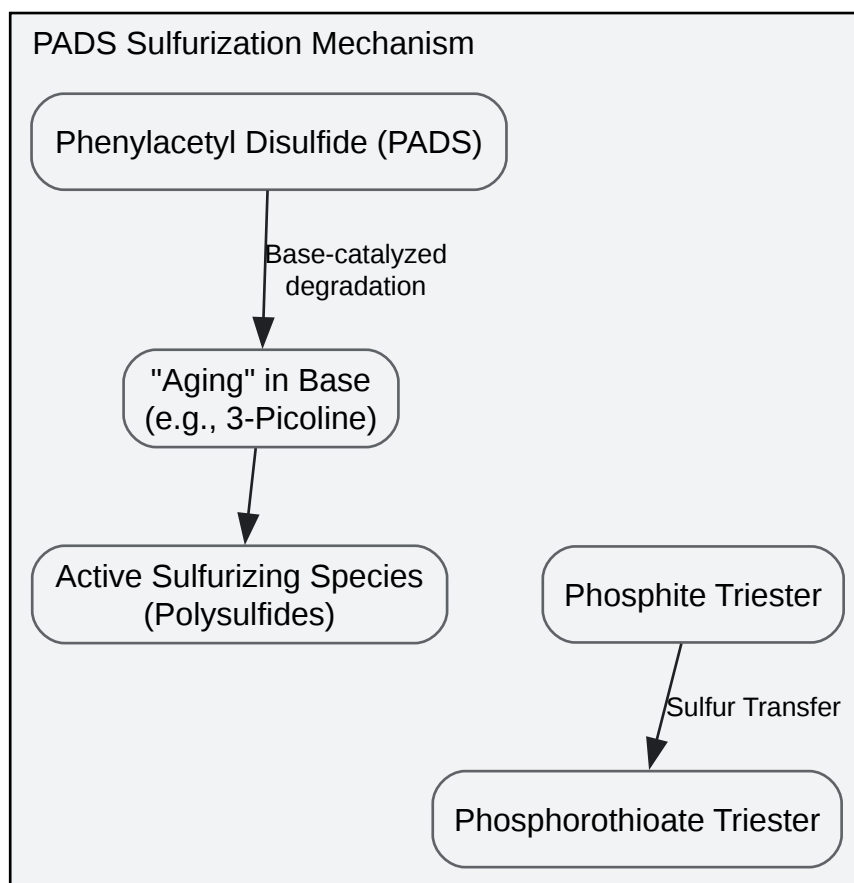 PADS Sulfurization Mechanism
Phenylacetyl Disulfide (PADS)
Base-catalyzed
degradation
"Aging" in Base
(e.g., 3-Picoline)
Active Sulfurizing Species
(Polysulfides)
Phosphite Triester
Sulfur Transfer
Phosphorothioate Triester